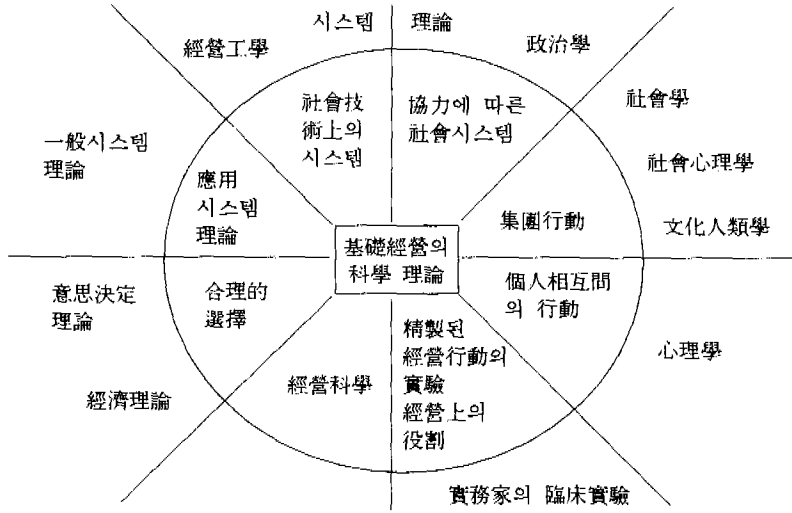 시스템 理論
經營工學
政治學
社會技
術上의
시스템
協力에 따른
社會시스템
社會學
一般시스템
理論
社會心理學
應用
시스템
理論
集團行動
文化人類學
基礎經營의
科學 理論
意思決定
理論
合理的
選擇
個人相互間
의 行動
精製된
經營行動의
實驗
經營上의
役割
心理學
經營科學
經濟理論
實務家의 臨床實驗